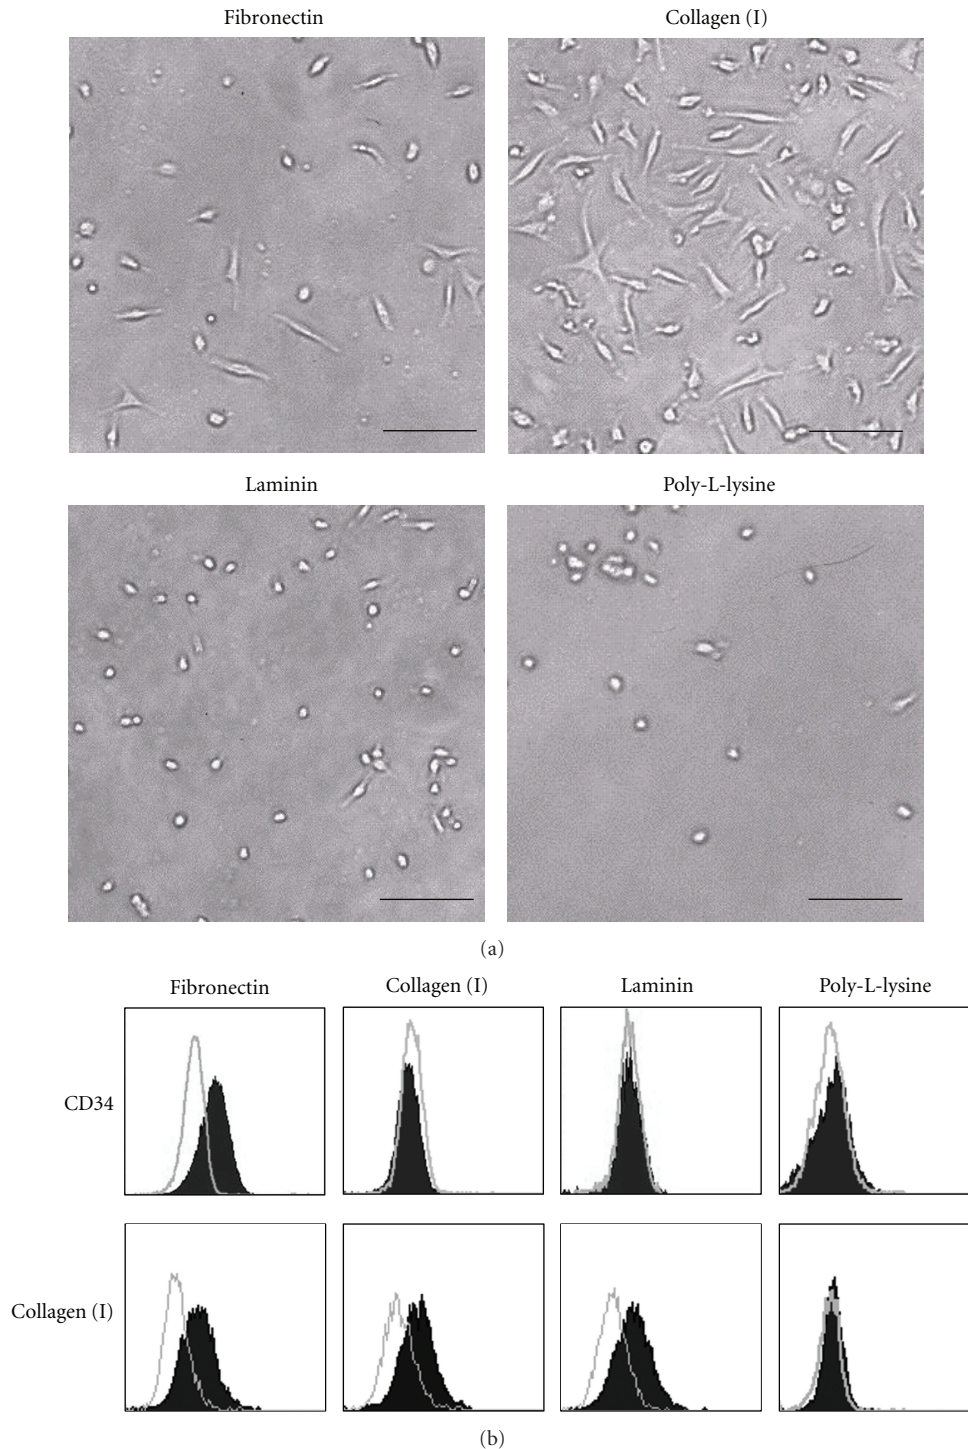 Fibronectin
Collagen (I)
Laminin
Poly-L-lysine
(a)
Fibronectin
Collagen (I)
Laminin
Poly-L-lysine
CD34
Collagen (I)
(b)